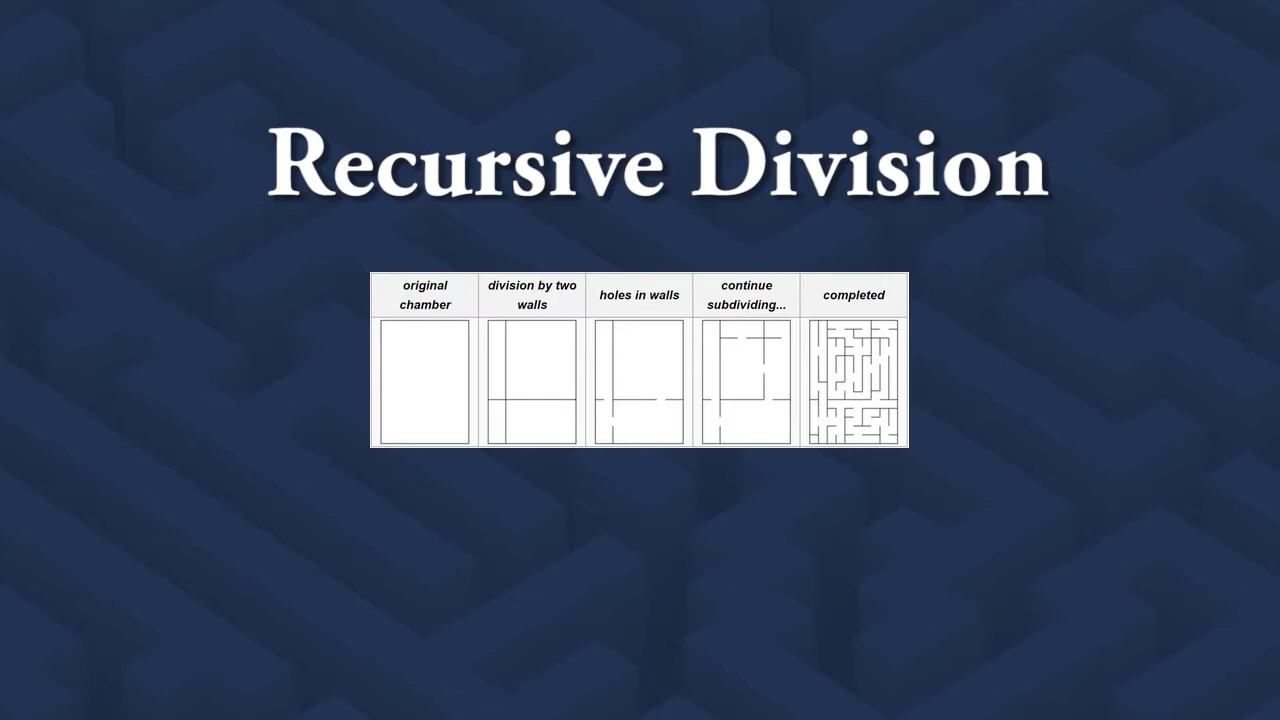 Recursive Division
original
chamber
division by two
walls
holes in walls
continue
subdividing...
completed